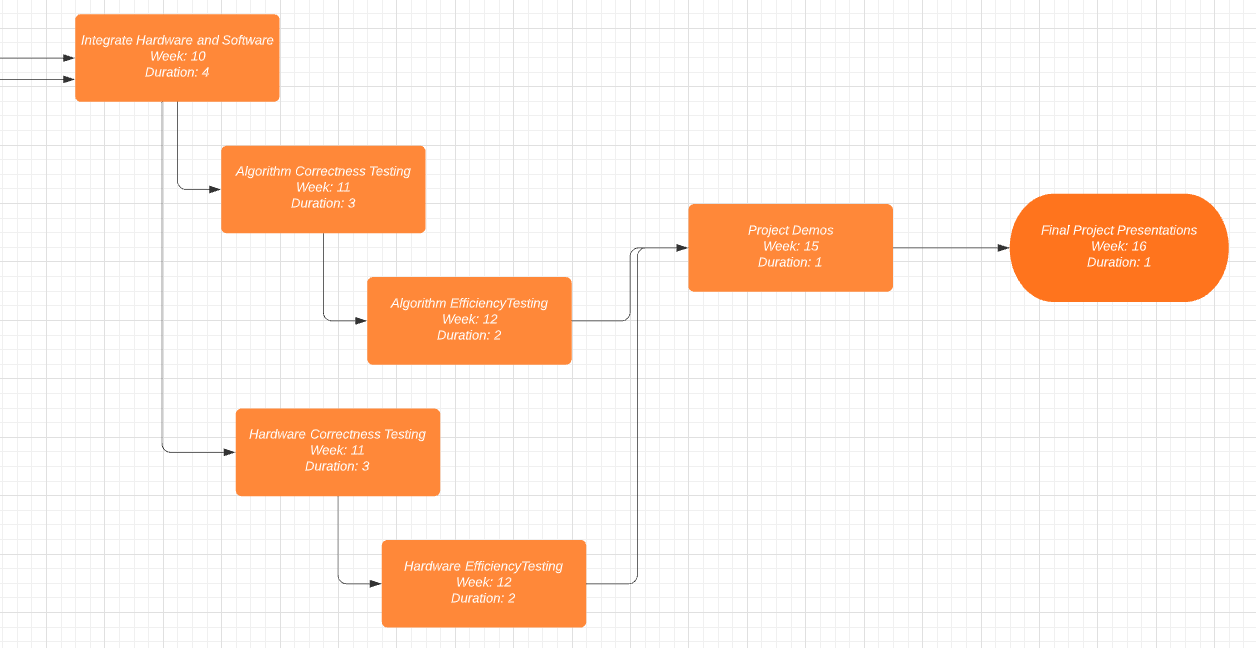 Integrate Hardware and Software
Week: 10
Duration: 4
Algorithm Correctness Testing
Week: 11
Duration: 3
Algorithm EfficiencyTesting
Week: 12
Duration: 2
Hardware Correctness Testing
Week: 11
Duration: 3
Hardware EfficiencyTesting
Week: 12
Duration: 2
Project Demos
Week: 15
Duration: 1
Final Project Presentations
Week: 16
Duration: 1